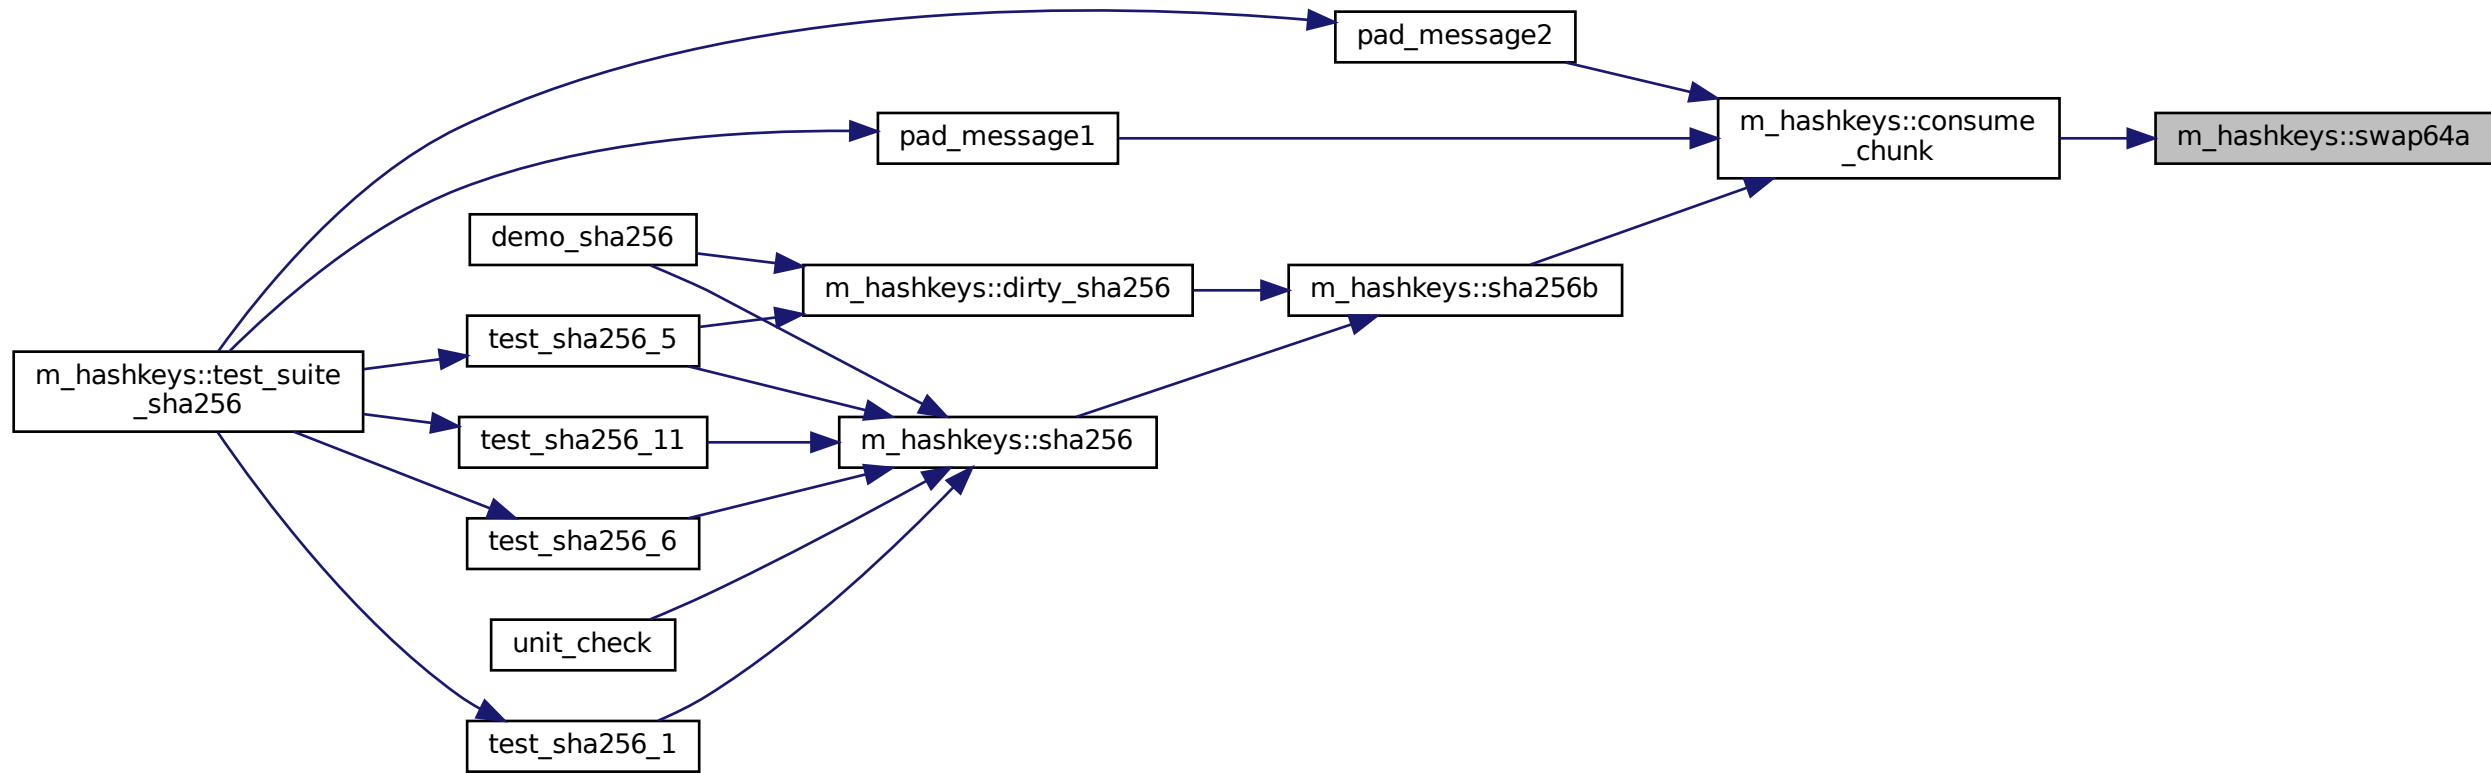 pad_message2
m_hashkeys::consume
_chunk
m_hashkeys::swap64a
pad_message1
demo_sha256
m_hashkeys::dirty_sha256
m_hashkeys::sha256b
test_sha256_5
m_hashkeys::test_suite
_sha256
test_sha256_11
m_hashkeys::sha256
test_sha256_6
unit_check
test_sha256_1